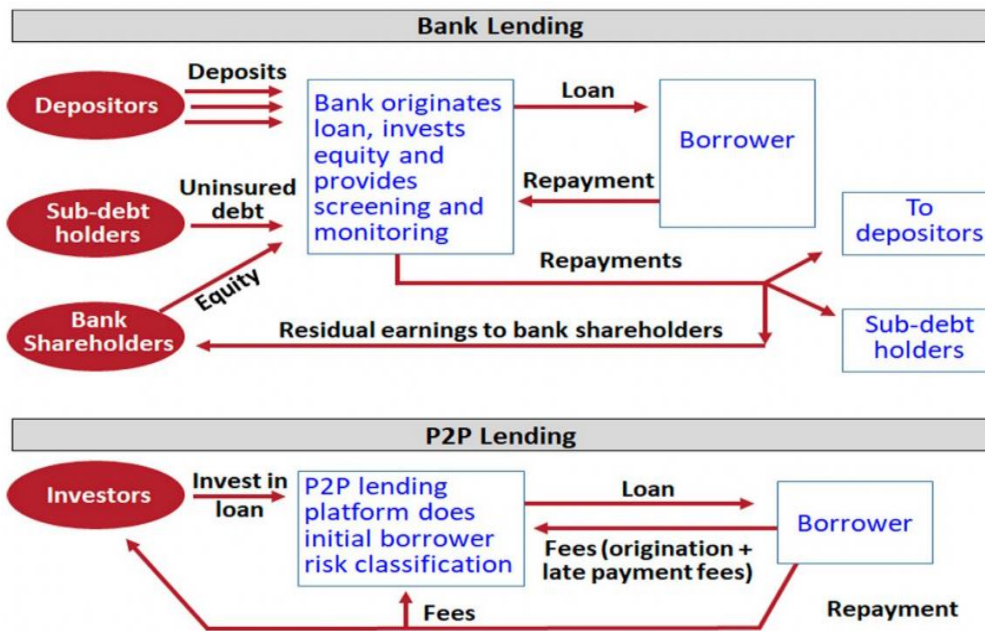 Bank Lending
Depositors
Deposits
Bank originates
loan, invests
equity and
provides
screening and
monitoring
Loan
Borrower
Repayment
Sub-debt
holders
Uninsured
debt
To
depositors
Repayments
Equity
Bank
Shareholders
Residual earnings to bank shareholders
Sub-debt
holders
P2P Lending
Investors
Invest in
loan
P2P lending
platform does
initial borrower
risk classification
Loan
Borrower
Fees (origination +
late payment fees)
Fees
Repayment